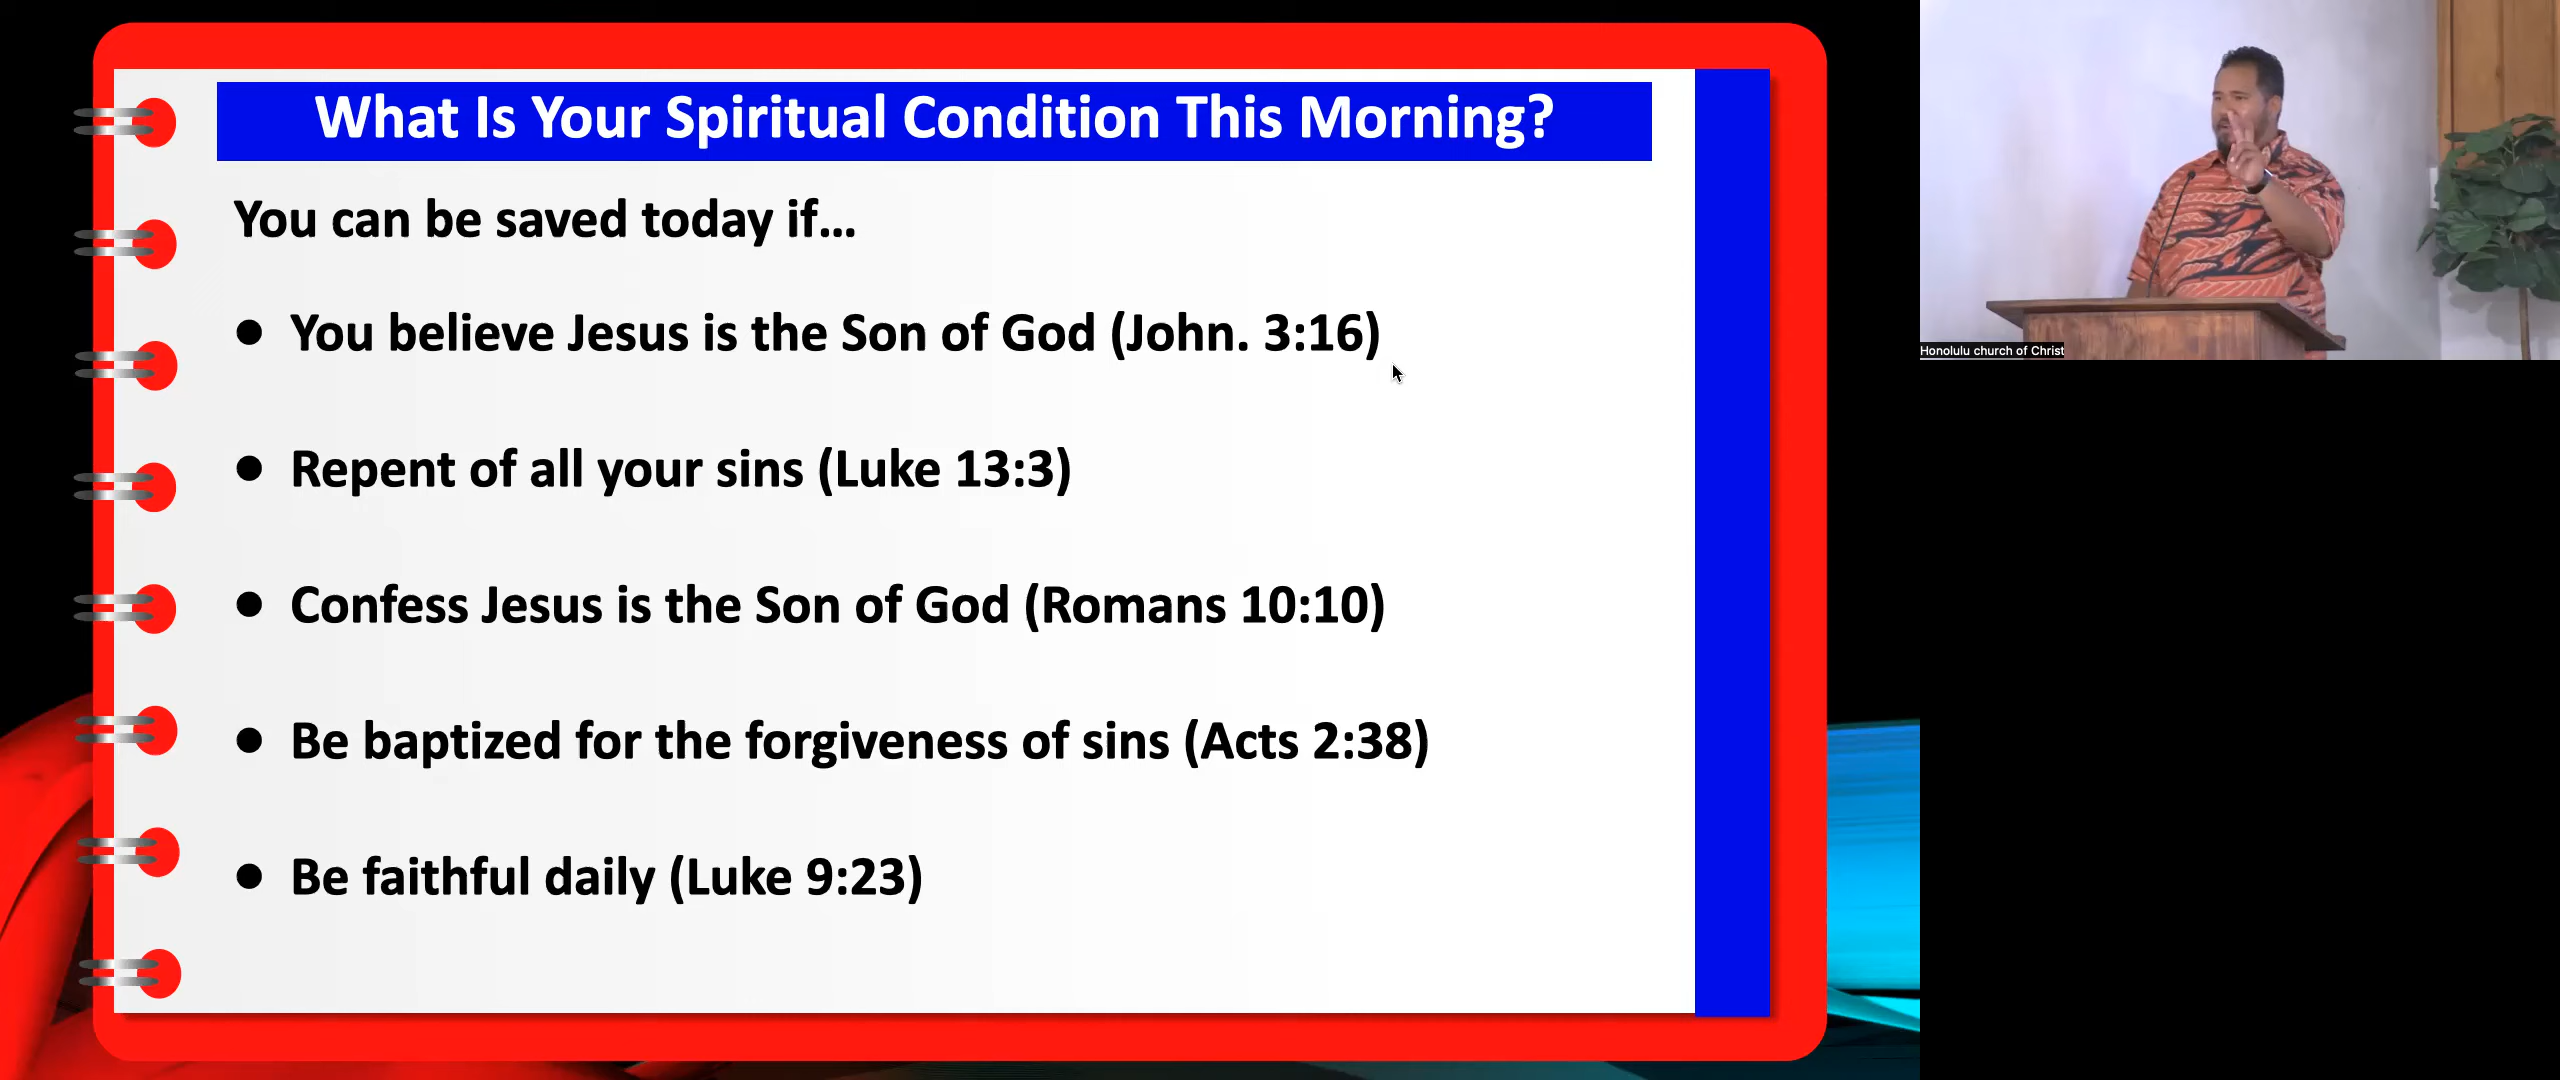 What Is Your Spiritual Condition This Morning?
You can be saved today if...
● You believe Jesus is the Son of God (John. 3:16)
● Repent of all your sins (Luke 13:3)
● Confess Jesus is the Son of God (Romans 10:10)
● Be baptized for the forgiveness of sins (Acts 2:38)
● Be faithful daily (Luke 9:23)
Honolulu church of Christ